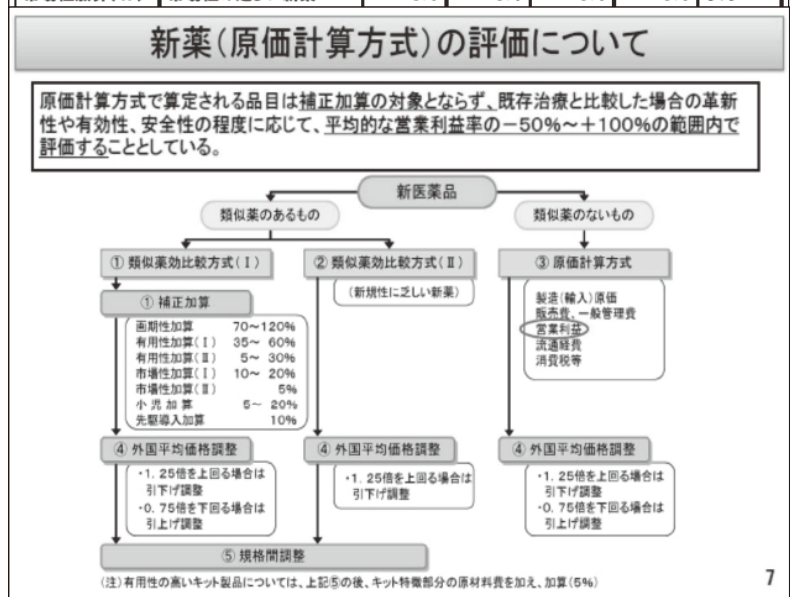 新薬(原価計算方式)の評価について
原価計算方式で算定される品目は補正加算の対象とならず、既存治療と比較した場合の革新
性や有効性、安全性の程度に応じて、平均的な営業利益率の－50%～＋100%の範囲内で
評価することとしている。
新医薬品
類似薬のあるもの
類似薬のないもの
① 類似薬効比較方式(Ⅰ)
② 類似薬効比較方式(Ⅱ)
③ 原価計算方式
(新規性に乏しい新薬)
① 補正加算
画期性加算 70～120%
有用性加算(Ⅰ) 35～ 60%
有用性加算(Ⅱ) 5～ 30%
市場性加算(Ⅰ) 10～ 20%
市場性加算(Ⅱ) 5%
小児加算 5～ 20%
先駆導入加算 10%
製造(輸入)原価
販売費、一般管理費
営業利益
流通経費
消費税等
④ 外国平均価格調整
・1.25倍を上回る場合は
引下げ調整
・0.75倍を下回る場合は
引上げ調整
④ 外国平均価格調整
・1.25倍を上回る場合は
引下げ調整
④ 外国平均価格調整
・1.25倍を上回る場合は
引下げ調整
・0.75倍を下回る場合は
引上げ調整
⑤ 規格間調整
(注)有用性の高いキット製品については、上記⑤の後、キット特徴部分の原材料費を加え、加算(5%)
7